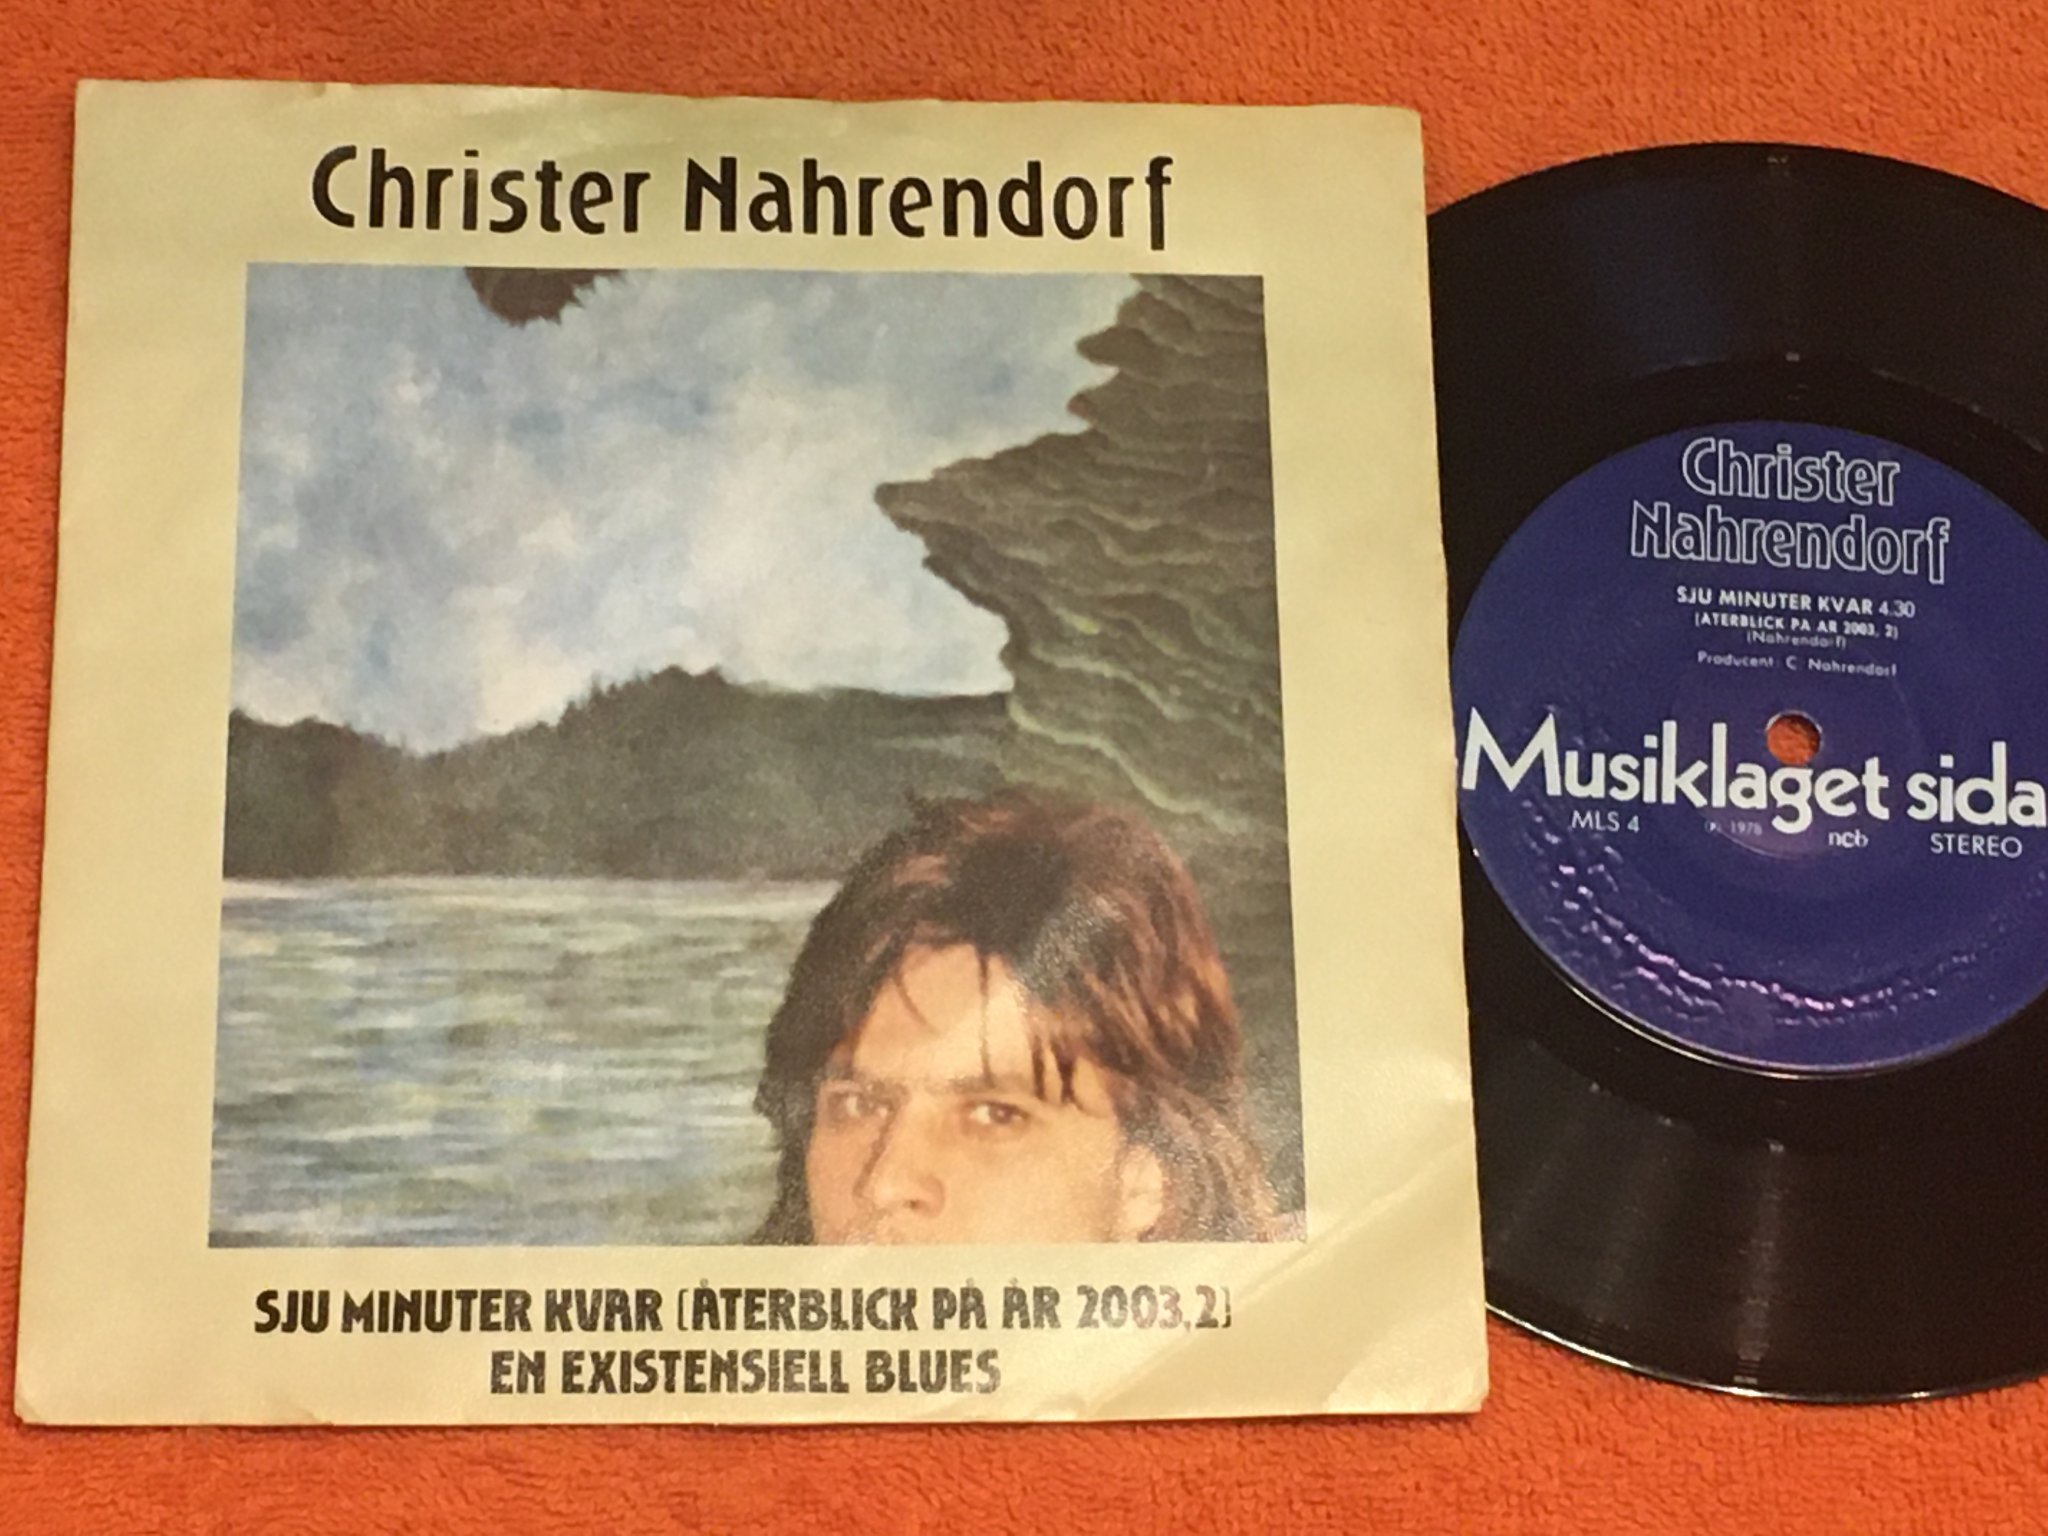 Christer Nahrendorf
SJU MINUTER KVAR (ÅTERBLICK PÅ ÅR 2003,2)
EN EXISTENSIELL BLUES
Christer
Nahrendorf
SJU MINUTER KVAR 4.30
(ÅTERBLICK PÅ ÅR 2003, 2)
(Nahrendorf)
Producent: C Nahrendorf
Musiklaget sida
MLS 4 (P) 1978 ncb STEREO